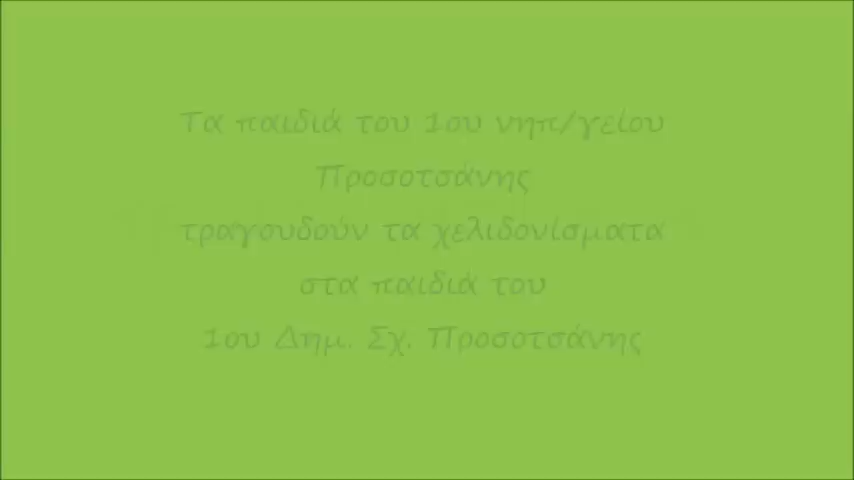 Τα παιδιά του 1ου νηπ/γείου
Προσοτσάνης
τραγουδούν τα χελιδονίσματα
στα παιδιά του
1ου Δημ. Σχ. Προσοτσάνης